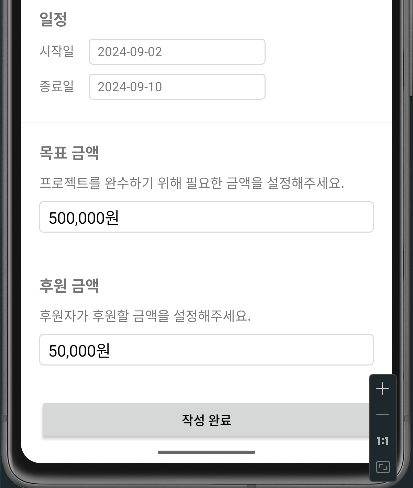 일정
시작일 2024-09-02
종료일 2024-09-10
목표 금액
프로젝트를 완수하기 위해 필요한 금액을 설정해주세요.
500,000원
후원 금액
후원자가 후원할 금액을 설정해주세요.
50,000원
작성 완료
1:1